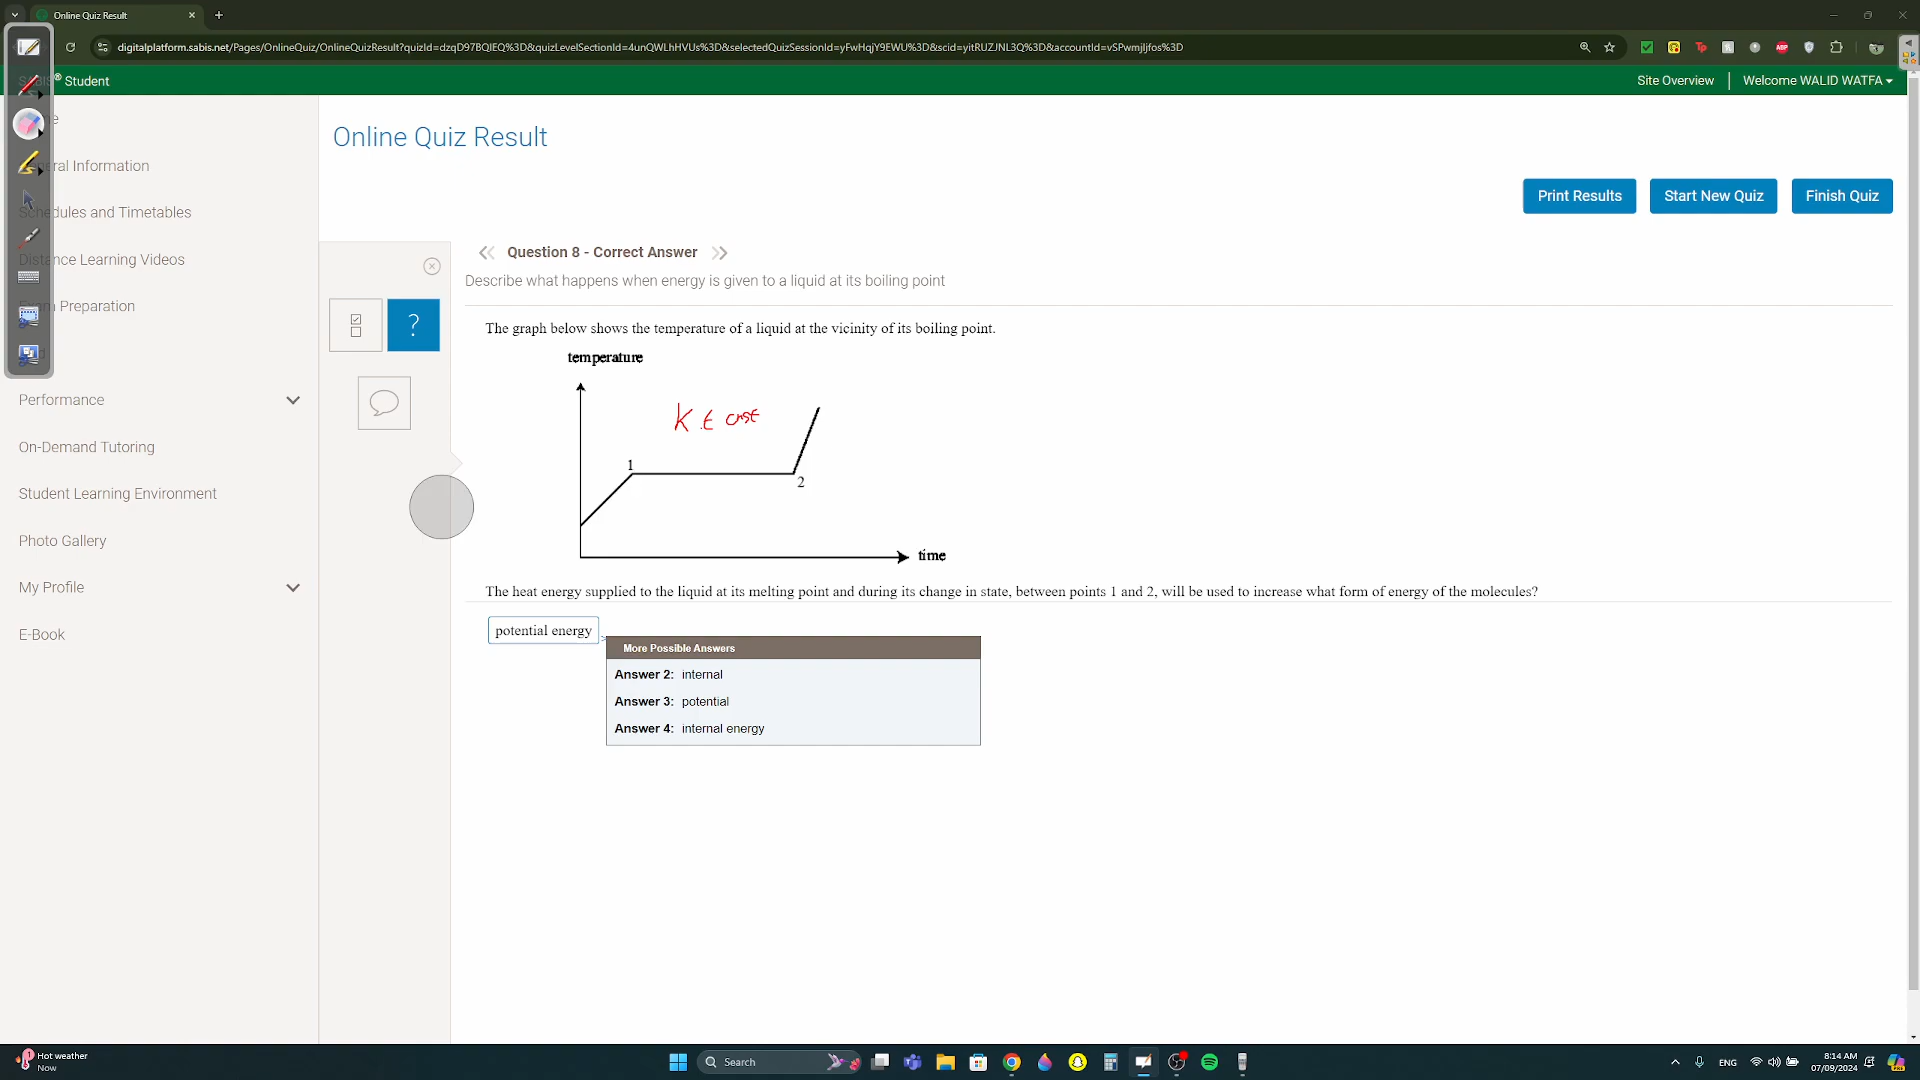 Online Quiz Result
digitalplatform.sabis.net/Pages/OnlineQuiz/OnlineQuizResult?quizId=dzqD97BQIEQ%3D&quizLevelSectionId=4unQWLhHVUs%3D&selectedQuizSessionId=yFwHqjY9EWU%3D&scid=yitRUZJNL3Q%3D&accountId=vSPwmjljfos%3D
® Student
Site Overview
Welcome WALID WATFA
Information
Schedules and Timetables
Distance Learning Videos
Exam Preparation
Performance
On-Demand Tutoring
Student Learning Environment
Photo Gallery
My Profile
E-Book
Online Quiz Result
Print Results
Start New Quiz
Finish Quiz
Question 8 - Correct Answer
Describe what happens when energy is given to a liquid at its boiling point
?
The graph below shows the temperature of a liquid at the vicinity of its boiling point.
temperature
K.E cnst
1
2
time
The heat energy supplied to the liquid at its melting point and during its change in state, between points 1 and 2, will be used to increase what form of energy of the molecules?
potential energy
More Possible Answers
Answer 2: internal
Answer 3: potential
Answer 4: internal energy
Hot weather
Now
Search
ENG
8:14 AM
07/09/2024